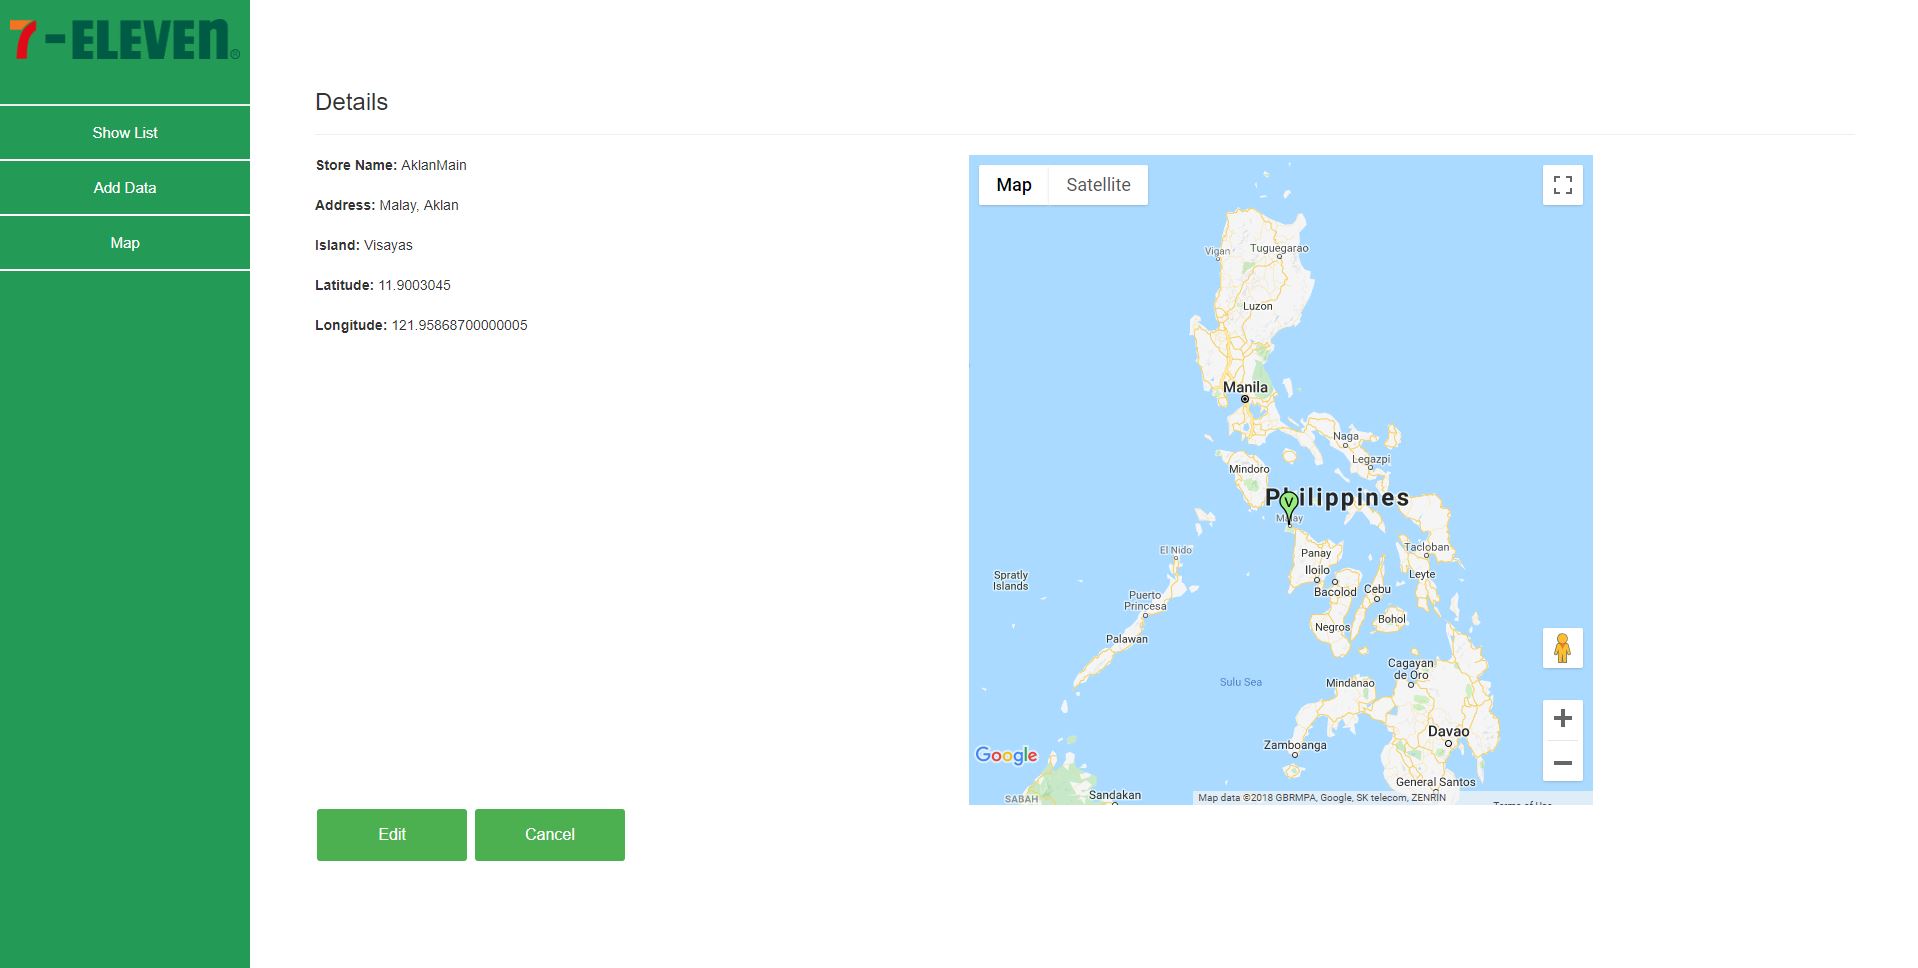 7-ELEVEN®
Show List
Add Data
Map
Details
Store Name: AklanMain
Address: Malay, Aklan
Island: Visayas
Latitude: 11.9003045
Longitude: 121.95868700000005
Edit
Cancel
Map
Satellite
Vigan
Tuguegarao
Luzon
Manila
Naga
Legazpi
Mindoro
Philippines
V
Malay
El Nido
Panay
Tacloban
Iloilo
Leyte
Spratly
Islands
Bacolod
Cebu
Puerto
Princesa
Bohol
Negros
Palawan
Cagayan
de Oro
Sulu Sea
Mindanao
Davao
Zamboanga
Google
General Santos
Sandakan
SABAH
Map data ©2018 GBRMPA, Google, SK telecom, ZENRIN
Terms of Use